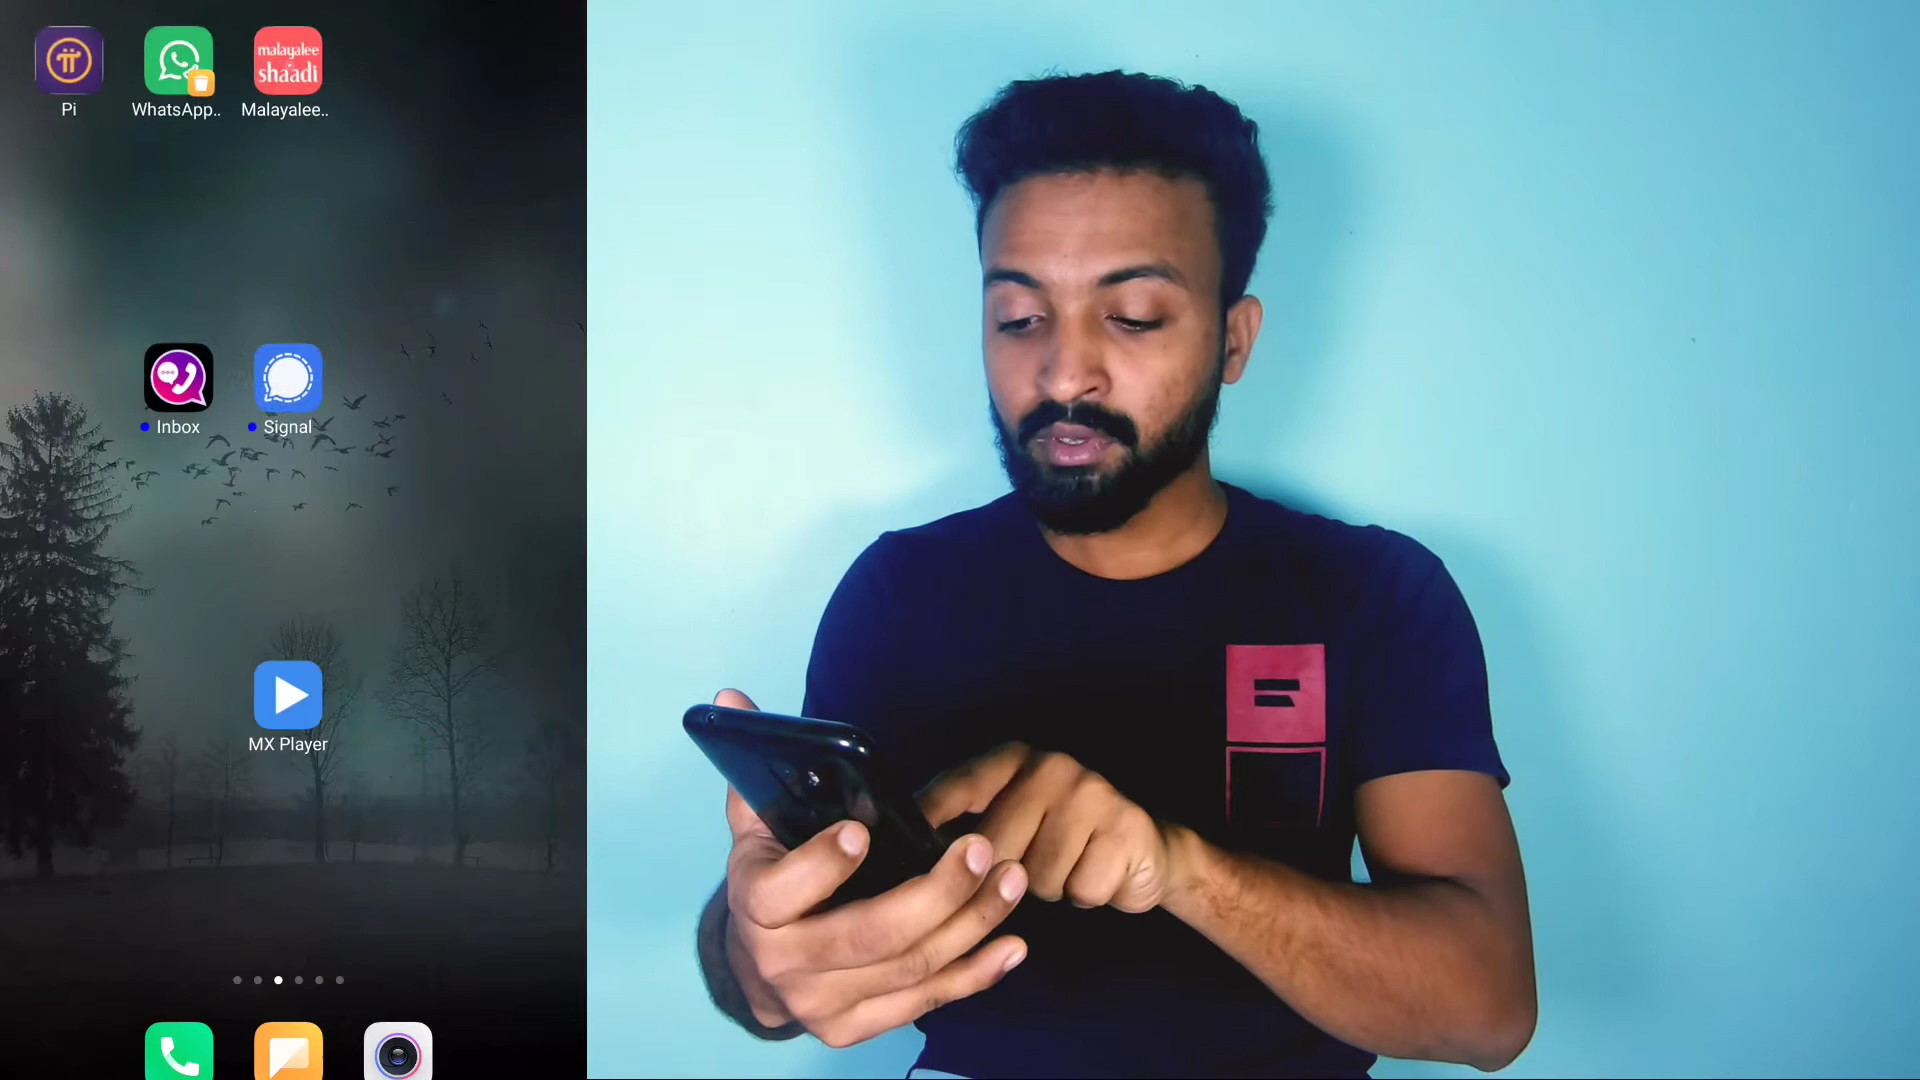 malayalee
shaadi
Pi
WhatsApp..
Malayalee..
Inbox
Signal
MX Player